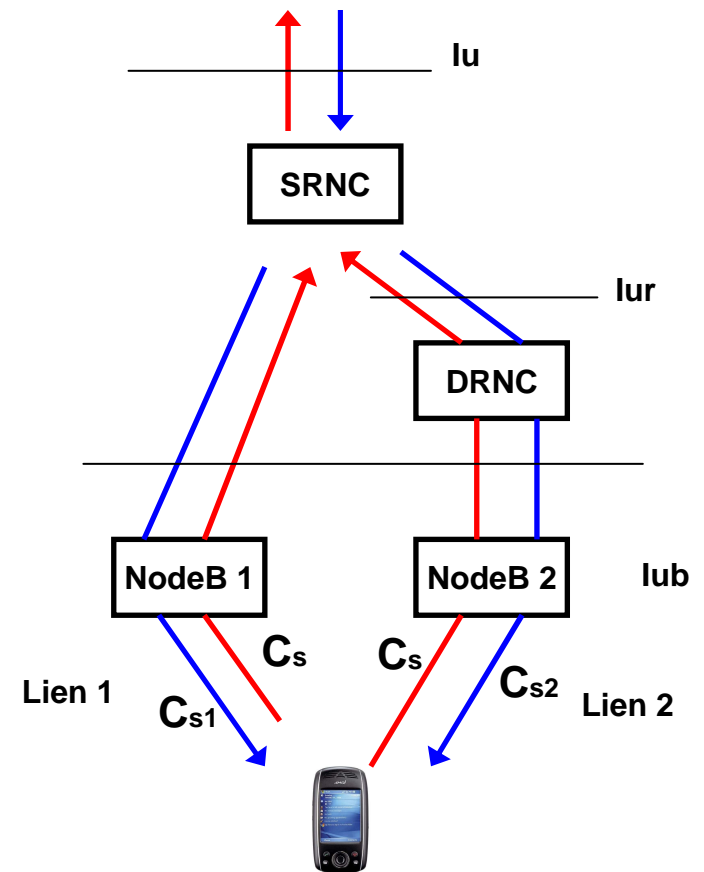 Iu
SRNC
Iur
DRNC
NodeB 1
NodeB 2
Iub
Cs
Cs
Lien 1
Cs1
Cs2
Lien 2